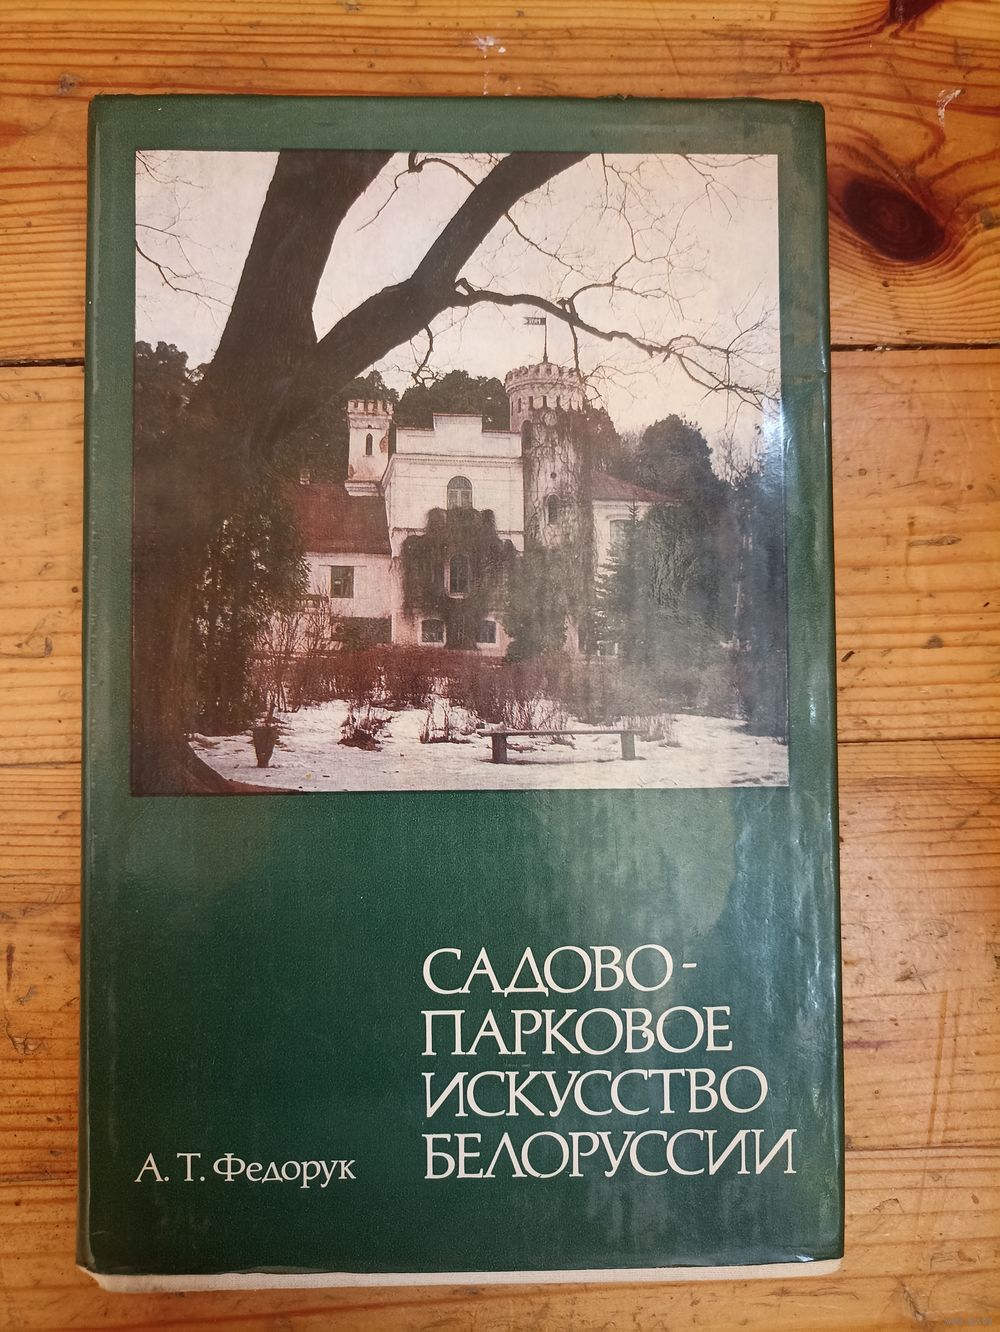 САДОВО-
ПАРКОВОЕ
ИСКУССТВО
БЕЛОРУССИИ
А. Т. Федорук